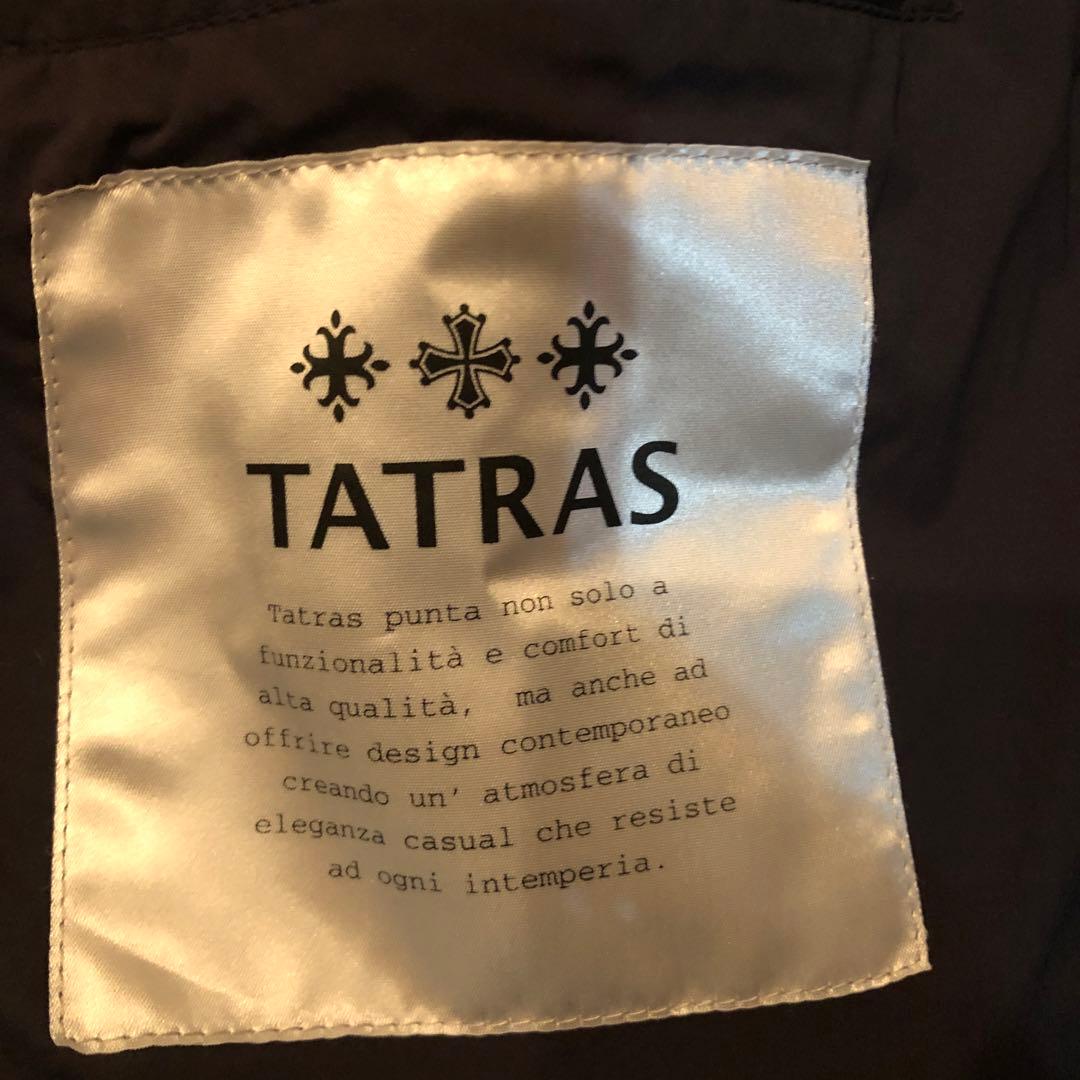 TATRAS
Tatras punta non solo a
funzionalità e comfort di
alta qualità, ma anche ad
offrire design contemporaneo
creando un' atmosfera di
eleganza casual che resiste
ad ogni intemperia.